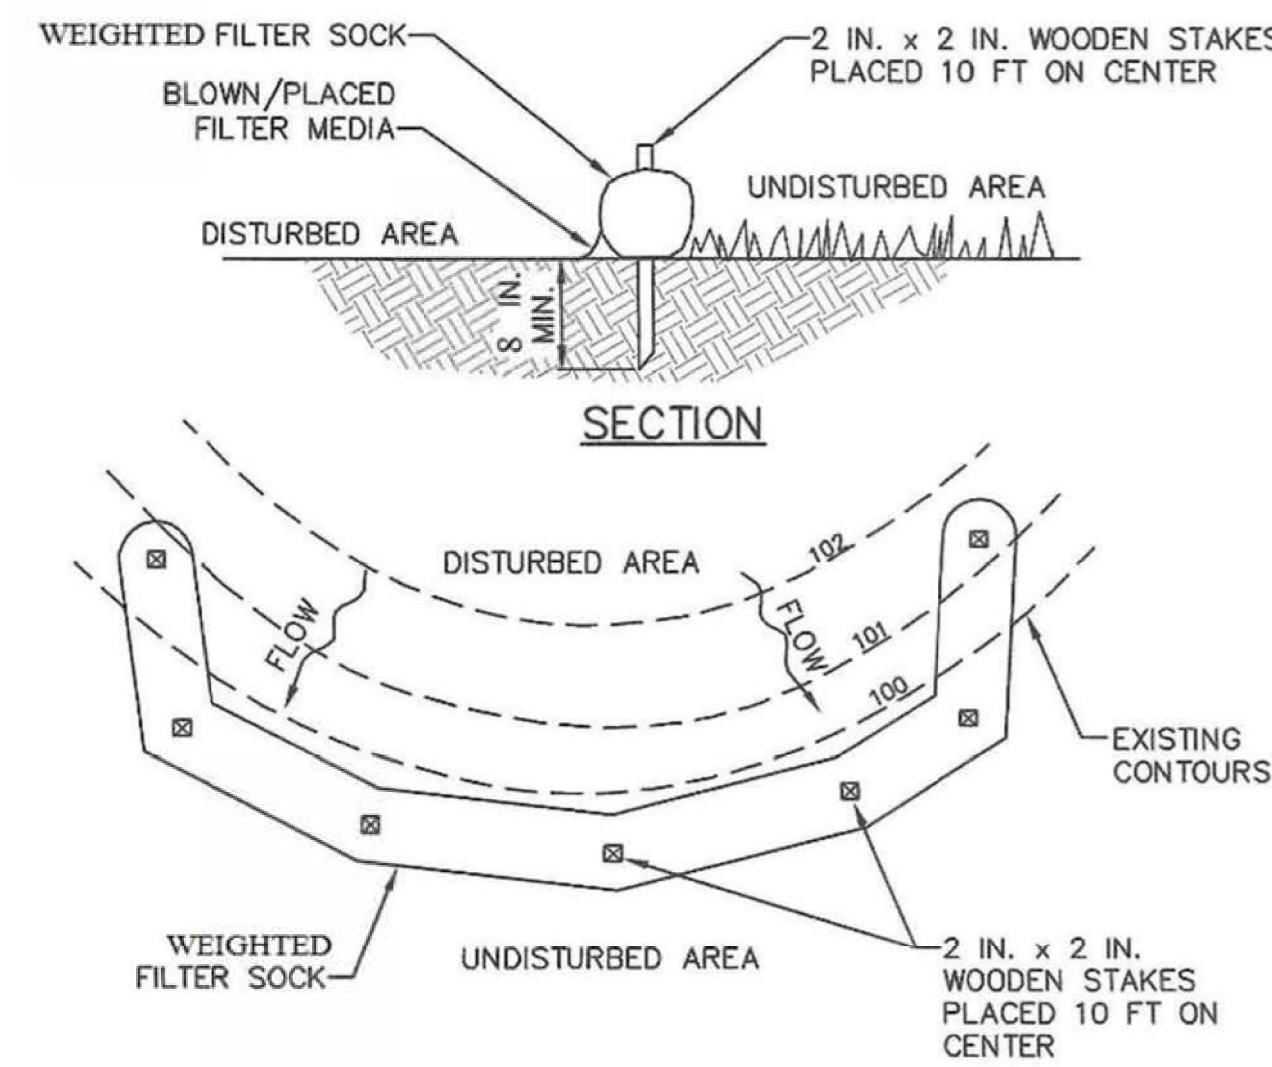 WEIGHTED FILTER SOCK
2 IN. x 2 IN. WOODEN STAKES
PLACED 10 FT ON CENTER
BLOWN/PLACED
FILTER MEDIA
UNDISTURBED AREA
DISTURBED AREA
8 IN.
MIN.
SECTION
DISTURBED AREA
102
FLOW
FLOW
101
100
EXISTING
CONTOURS
WEIGHTED
FILTER SOCK
UNDISTURBED AREA
2 IN. x 2 IN.
WOODEN STAKES
PLACED 10 FT ON
CENTER